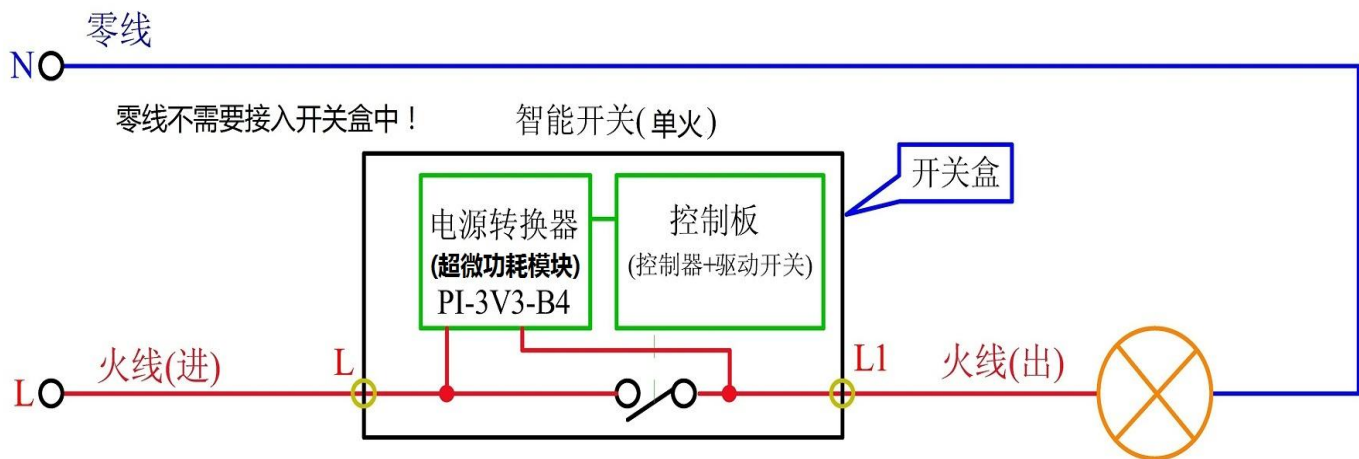 零线
N
零线不需要接入开关盒中！
智能开关(单火)
开关盒
电源转换器
(超微功耗模块)
PI-3V3-B4
控制板
(控制器+驱动开关)
L
火线(进)
L
L1
火线(出)